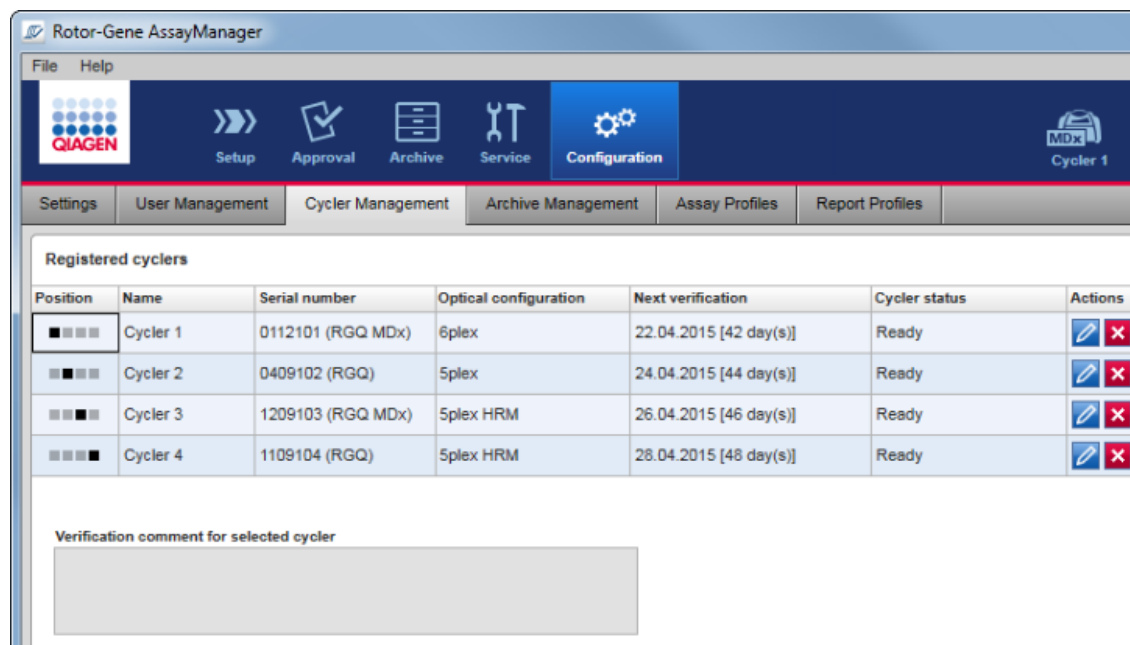 Rotor-Gene AssayManager
File Help
QIAGEN
Setup Approval Archive Service Configuration MDx Cycler 1
Settings User Management Cycler Management Archive Management Assay Profiles Report Profiles
Registered cyclers
Position Name Serial number Optical configuration Next verification Cycler status Actions
Cycler 1 0112101 (RGQ MDx) 6plex 22.04.2015 [42 day(s)] Ready
Cycler 2 0409102 (RGQ) 5plex 24.04.2015 [44 day(s)] Ready
Cycler 3 1209103 (RGQ MDx) 5plex HRM 26.04.2015 [46 day(s)] Ready
Cycler 4 1109104 (RGQ) 5plex HRM 28.04.2015 [48 day(s)] Ready
Verification comment for selected cycler